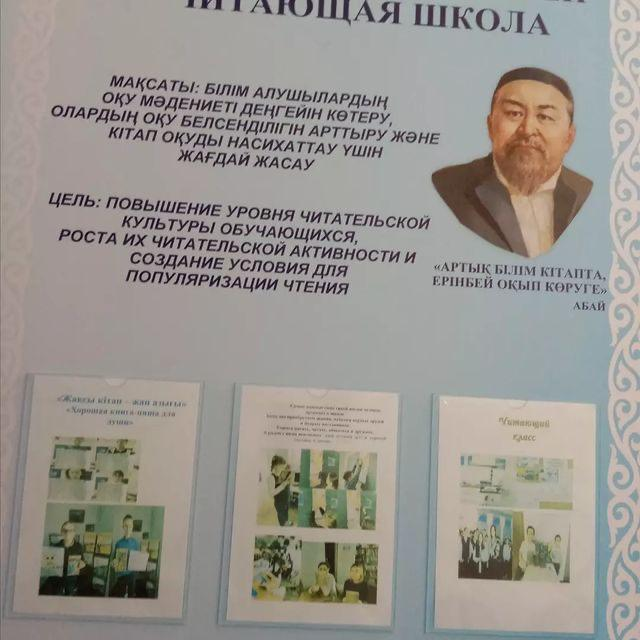 ЧИТАЮЩАЯ ШКОЛА
МАҚСАТЫ: БІЛІМ АЛУШЫЛАРДЫҢ
ОҚУ МӘДЕНИЕТІ ДЕҢГЕЙІН КӨТЕРУ,
ОЛАРДЫҢ ОҚУ БЕЛСЕНДІЛІГІН АРТТЫРУ ЖӘНЕ
КІТАП ОҚУДЫ НАСИХАТТАУ ҮШІН
ЖАҒДАЙ ЖАСАУ
ЦЕЛЬ: ПОВЫШЕНИЕ УРОВНЯ ЧИТАТЕЛЬСКОЙ
КУЛЬТУРЫ ОБУЧАЮЩИХСЯ,
РОСТА ИХ ЧИТАТЕЛЬСКОЙ АКТИВНОСТИ И
СОЗДАНИЕ УСЛОВИЯ ДЛЯ
ПОПУЛЯРИЗАЦИИ ЧТЕНИЯ
«АРТЫҚ БІЛІМ КІТАПТА,
ЕРІНБЕЙ ОҚЫП КӨРУГЕ»
АБАЙ
«Жақсы кітап – жан азығы»
«Хорошая книга-пища для
души»
Читающий
класс